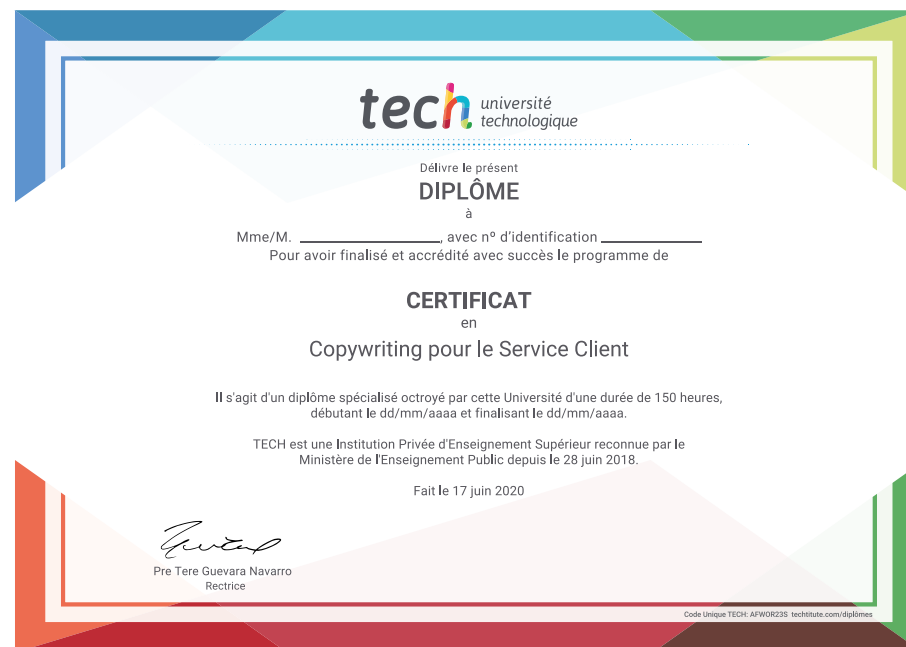 tech université
technologique
Délivre le présent
DIPLÔME
à
Mme/M. ____________________, avec nº d'identification ______________
Pour avoir finalisé et accrédité avec succès le programme de
CERTIFICAT
en
Copywriting pour le Service Client
Il s'agit d'un diplôme spécialisé octroyé par cette Université d'une durée de 150 heures,
débutant le dd/mm/aaaa et finalisant le dd/mm/aaaa.
TECH est une Institution Privée d'Enseignement Supérieur reconnue par le
Ministère de l'Enseignement Public depuis le 28 juin 2018.
Fait le 17 juin 2020
Pre Tere Guevara Navarro
Rectrice
Code Unique TECH: AFWOR23S techtitute.com/diplômes